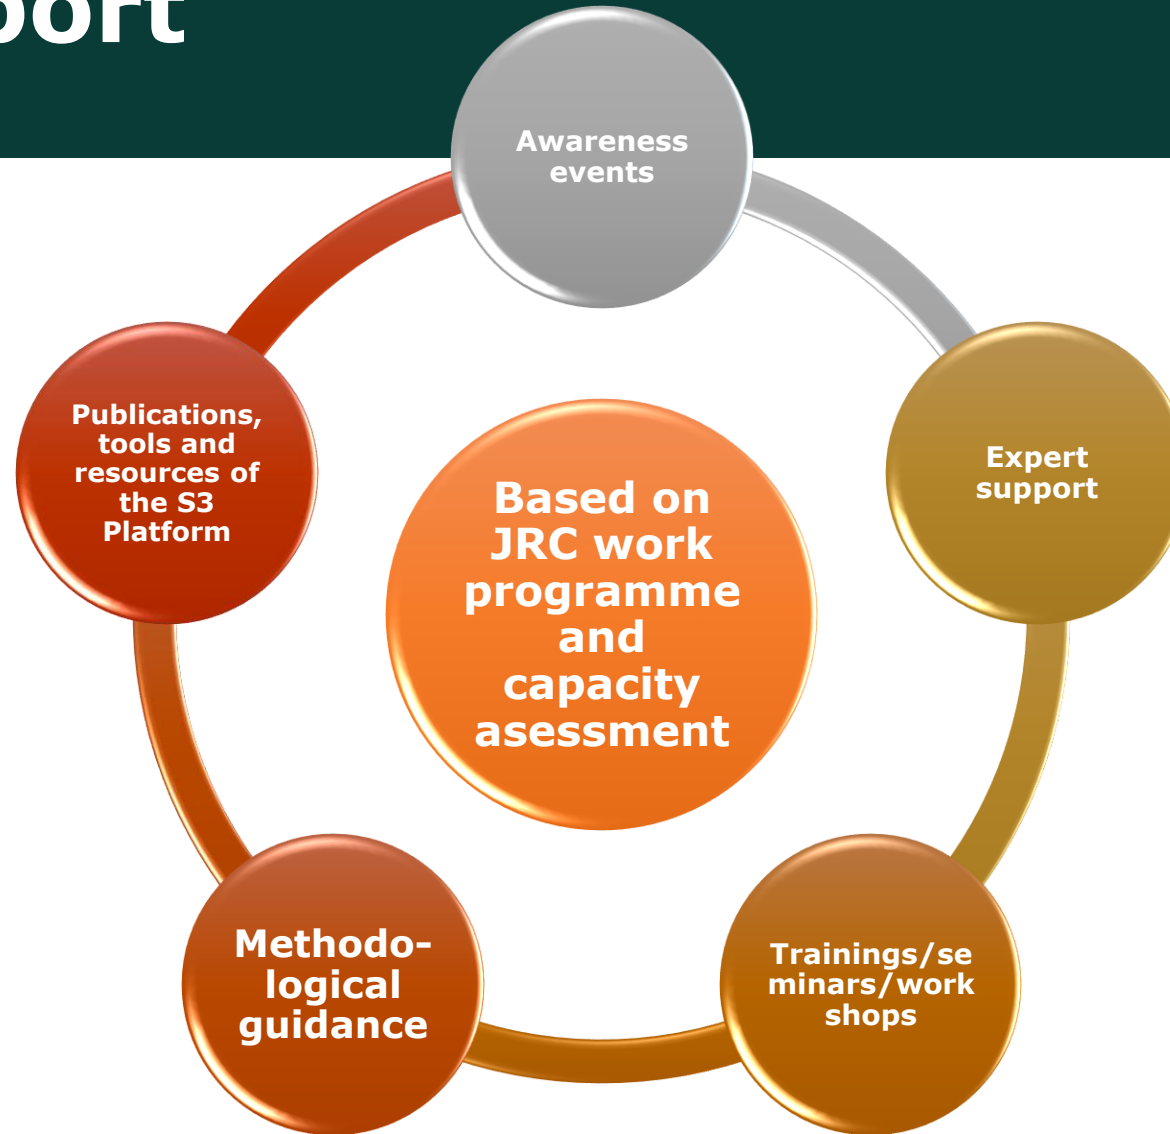 port
Awareness
events
Publications,
tools and
resources of
the S3
Platform
Expert
support
Based on
JRC work
programme
and
capacity
asessment
Methodo-
logical
guidance
Trainings/se
minars/work
shops